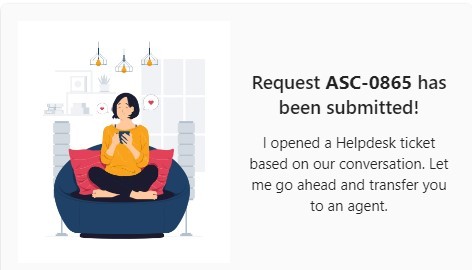 Request ASC-0865 has
been submitted!
I opened a Helpdesk ticket
based on our conversation. Let
me go ahead and transfer you
to an agent.